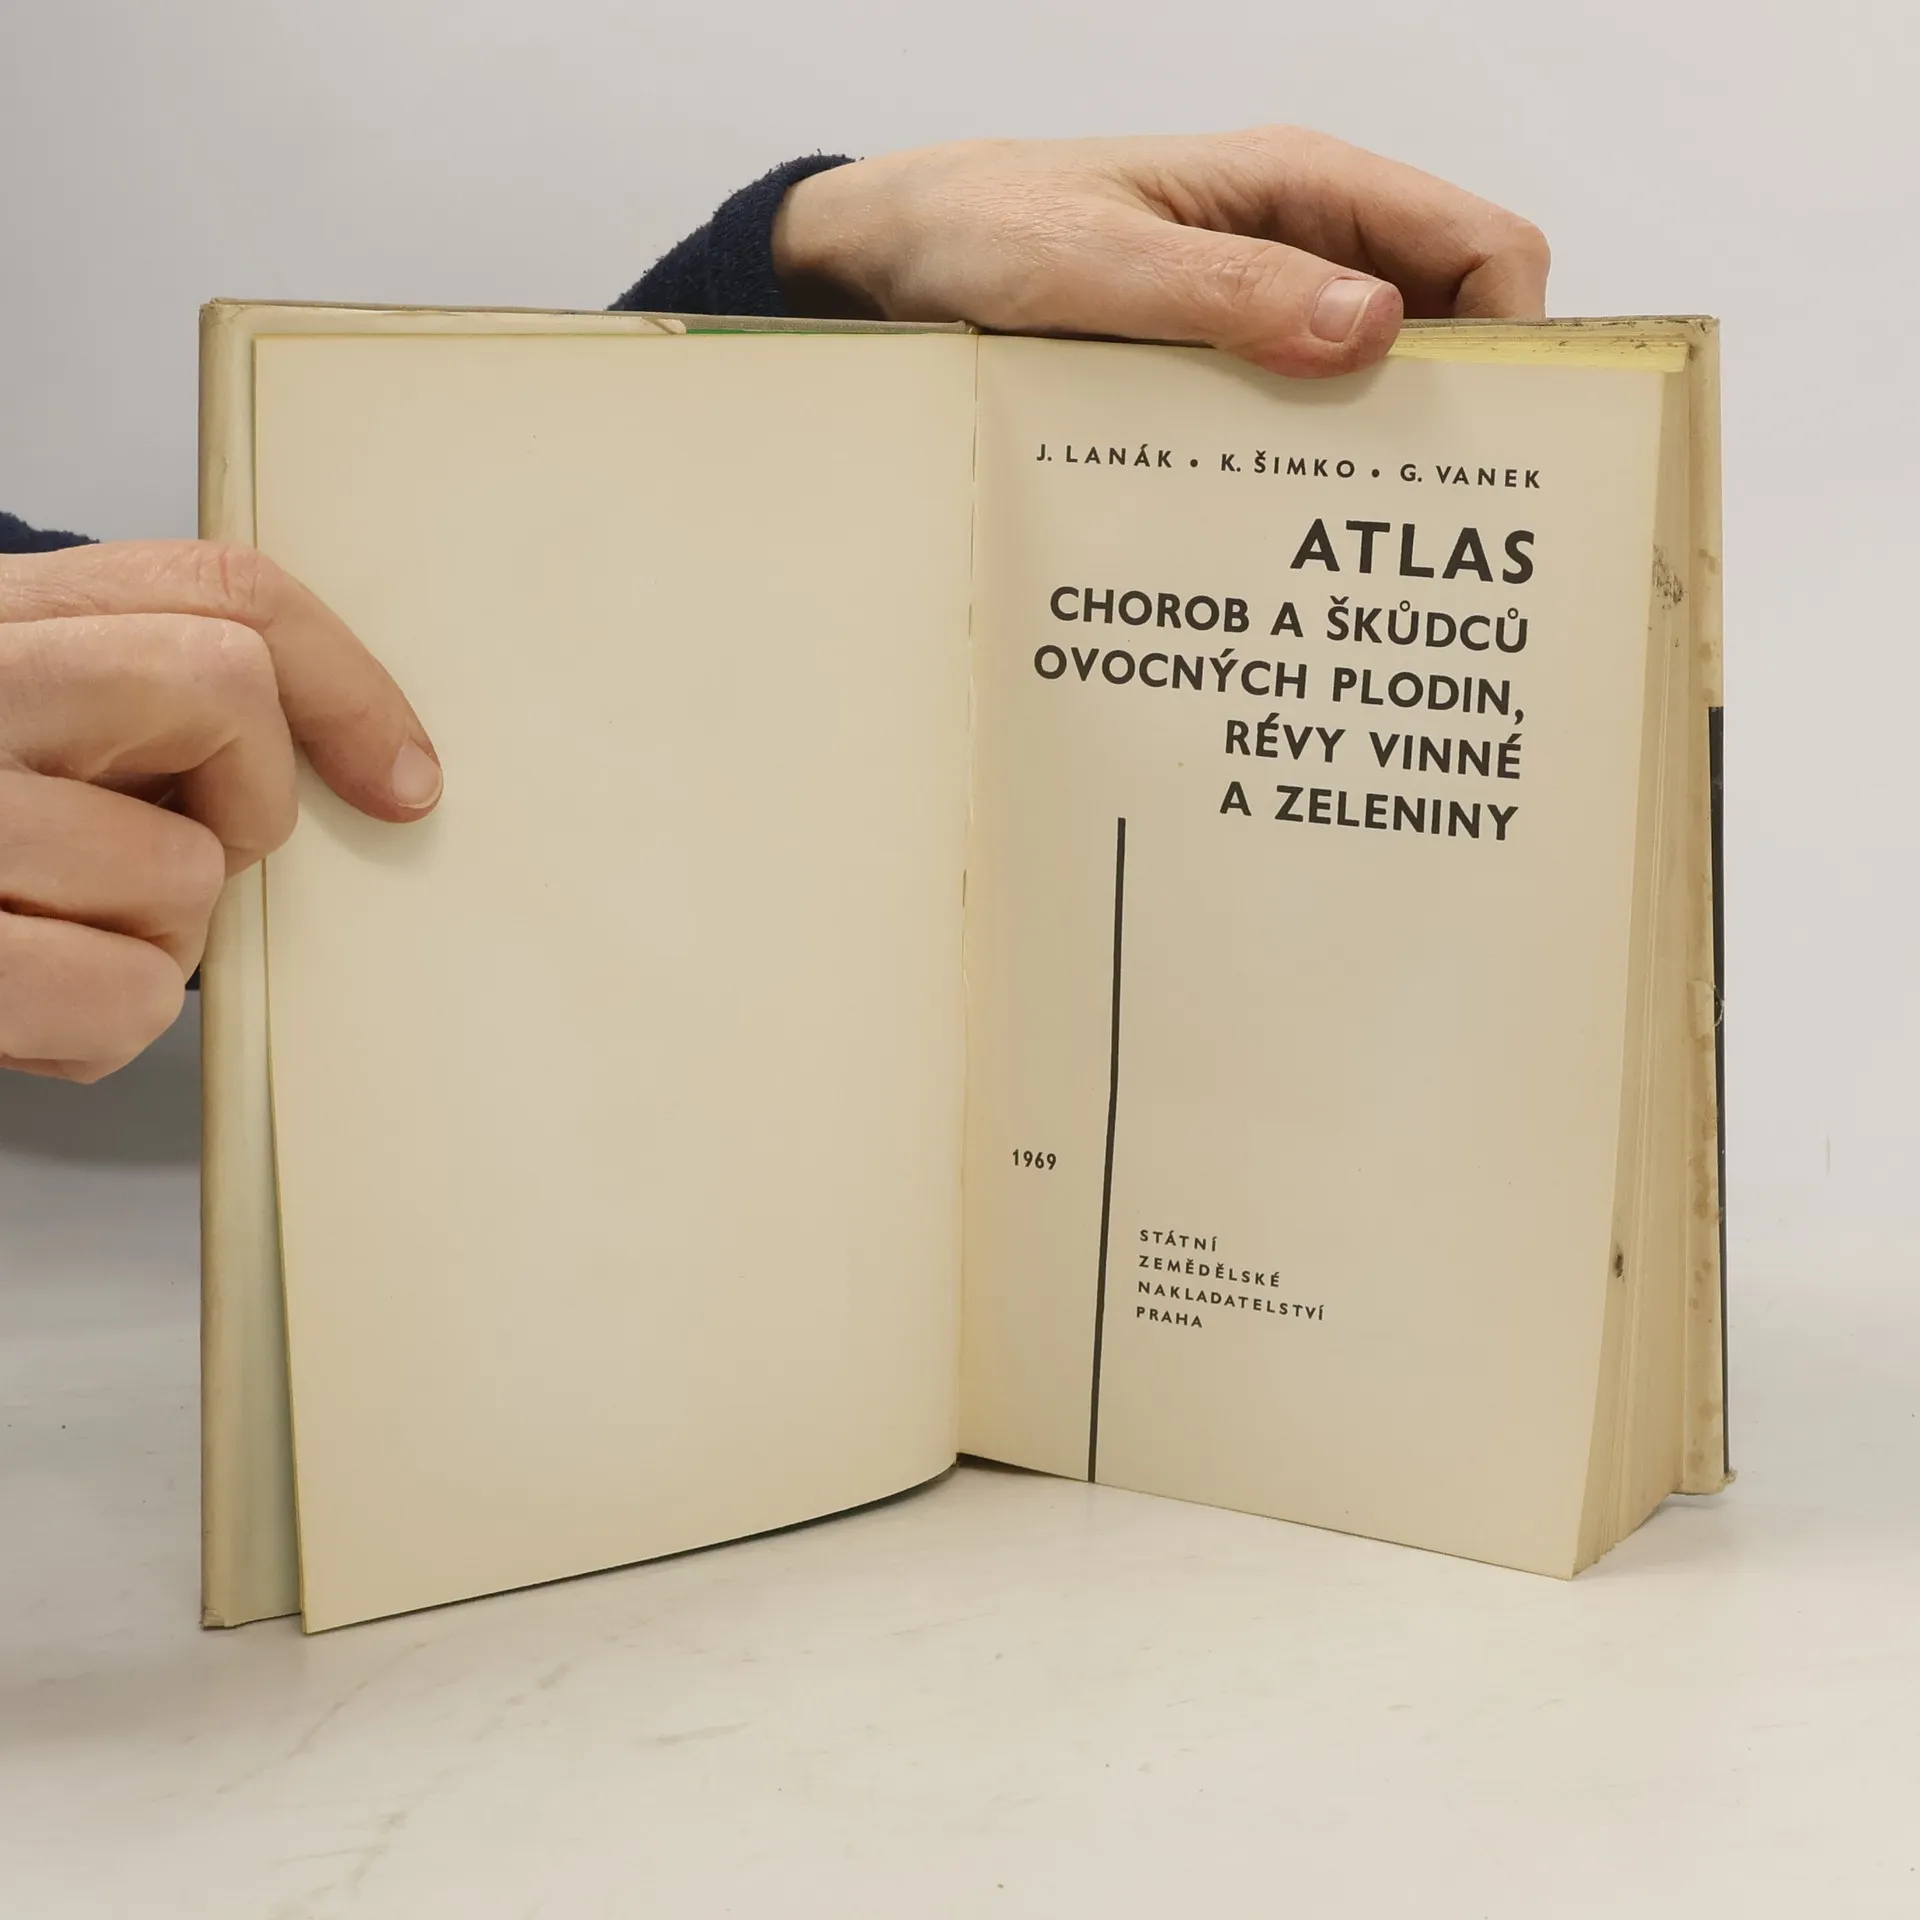 J. LANÁK • K. ŠIMKO • G. VANEK
ATLAS
CHOROB A ŠKŮDCŮ
OVOCNÝCH PLODIN,
RÉVY VINNÉ
A ZELENINY
1969
STÁTNÍ
ZEMĚDĚLSKÉ
NAKLADATELSTVÍ
PRAHA